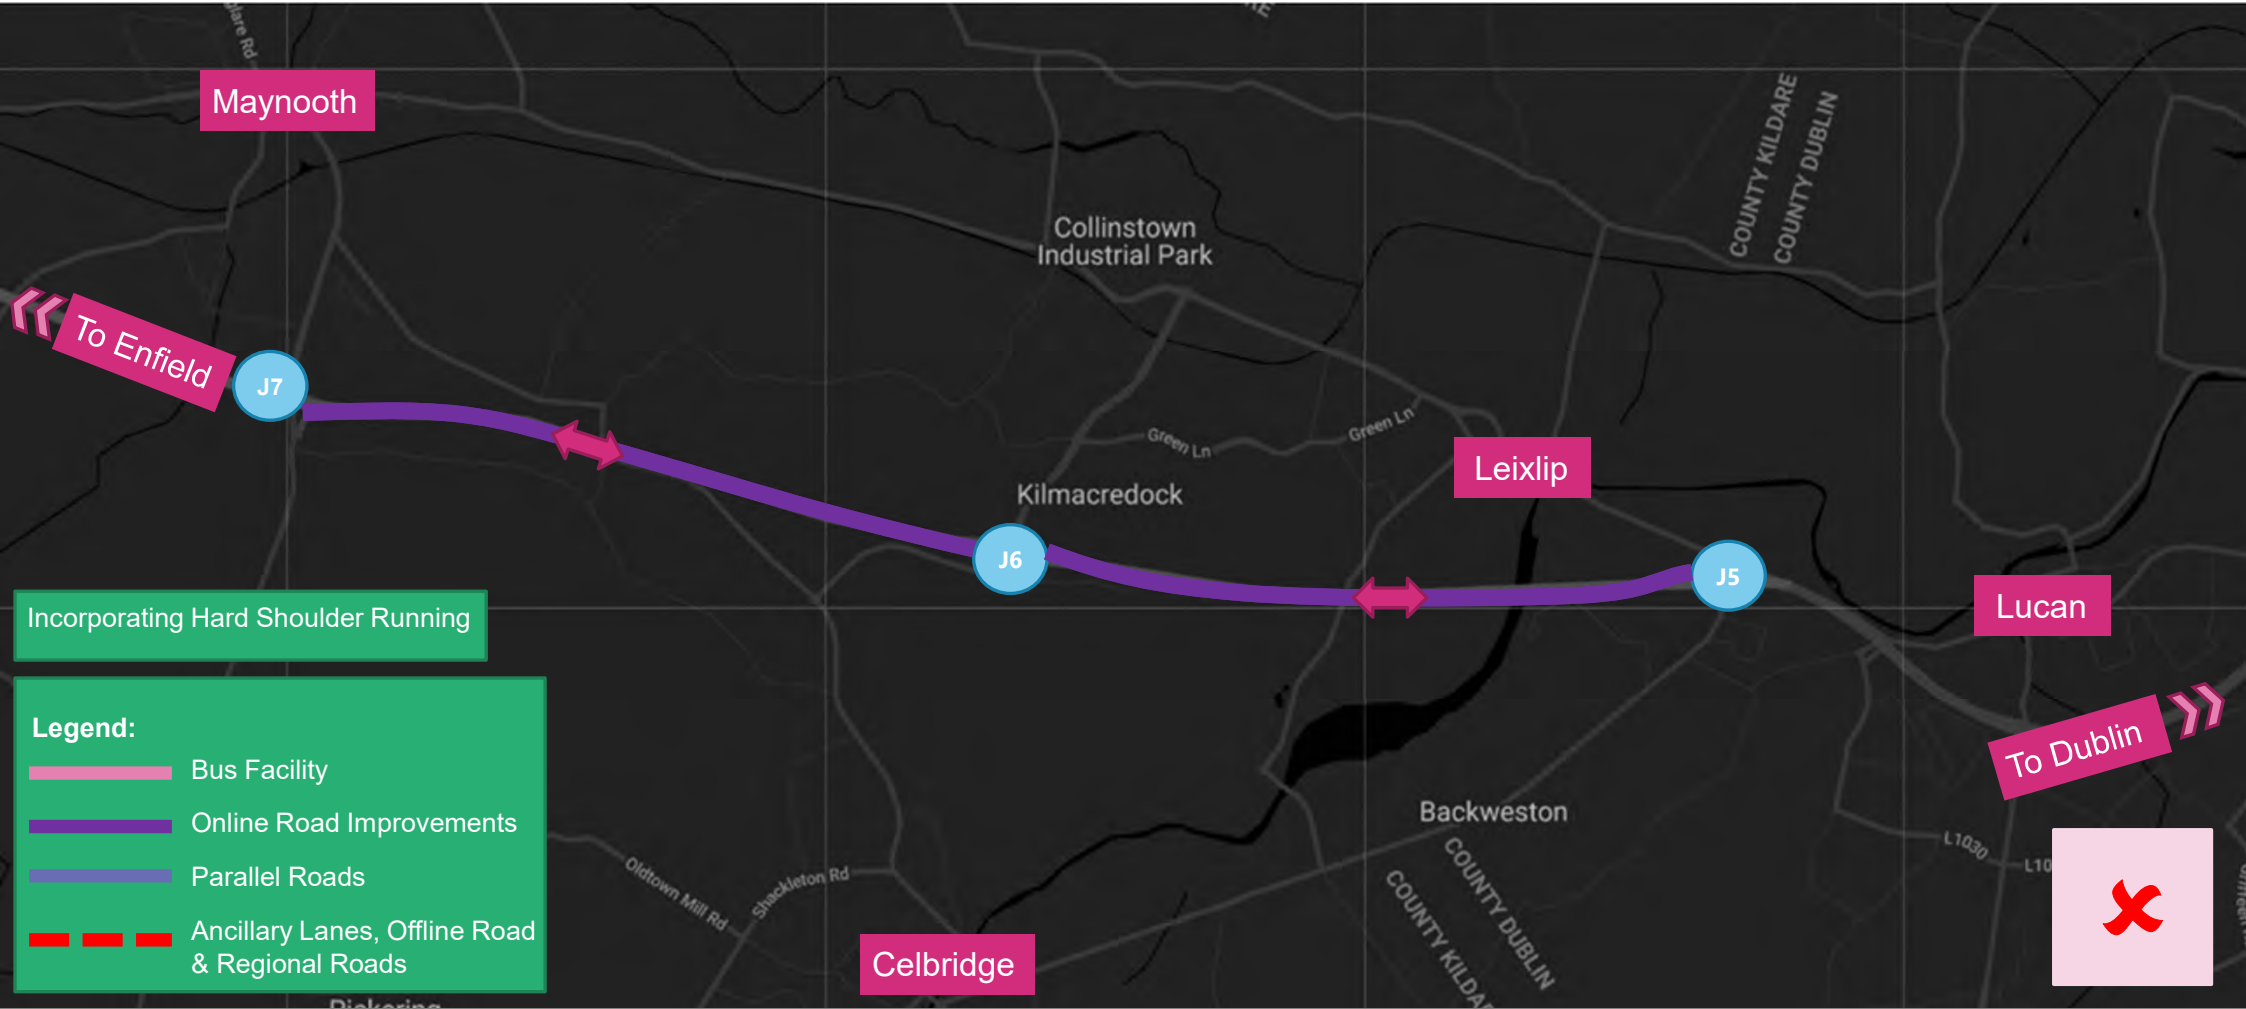 Maynooth
COUNTY KILDARE
COUNTY DUBLIN
Collinstown
Industrial Park
To Enfield
J7
Green Ln
Green Ln
Leixlip
Kilmacredock
J6
J5
Lucan
Incorporating Hard Shoulder Running
To Dublin
Legend:
Bus Facility
Online Road Improvements
Parallel Roads
Ancillary Lanes, Offline Road
& Regional Roads
Backweston
COUNTY DUBLIN
Oldtown Mill Rd
Shackleton Rd
L1030
Celbridge